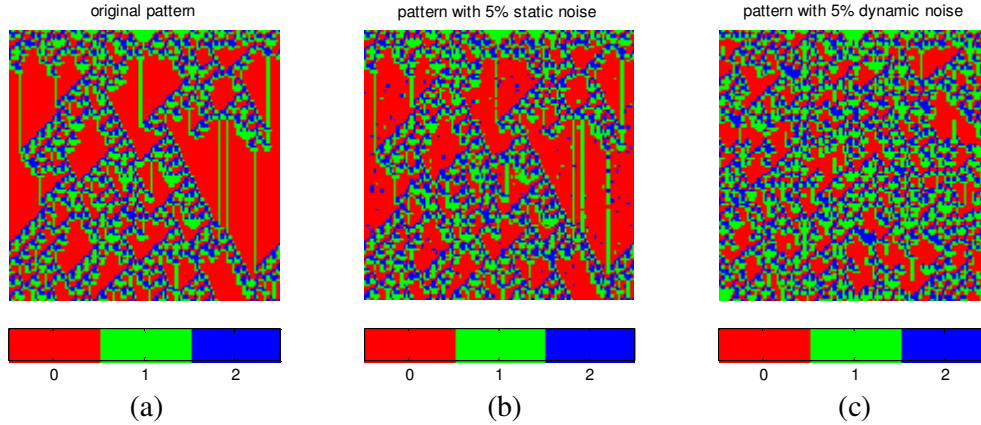 original pattern
pattern with 5% static noise
pattern with 5% dynamic noise
0 1 2
0 1 2
0 1 2
(a)
(b)
(c)